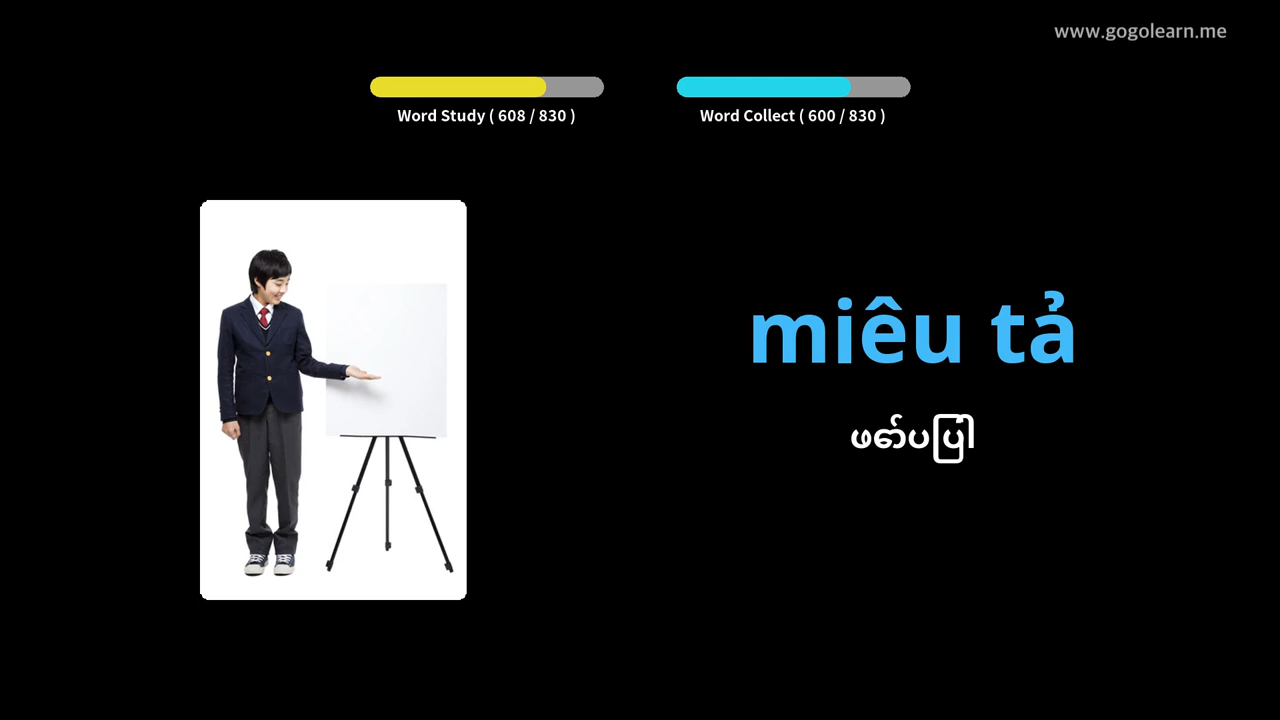 www.gogolearn.me
Word Study ( 608 / 830 )
Word Collect ( 600 / 830 )
miêu tả
ဖော်ပပြါ